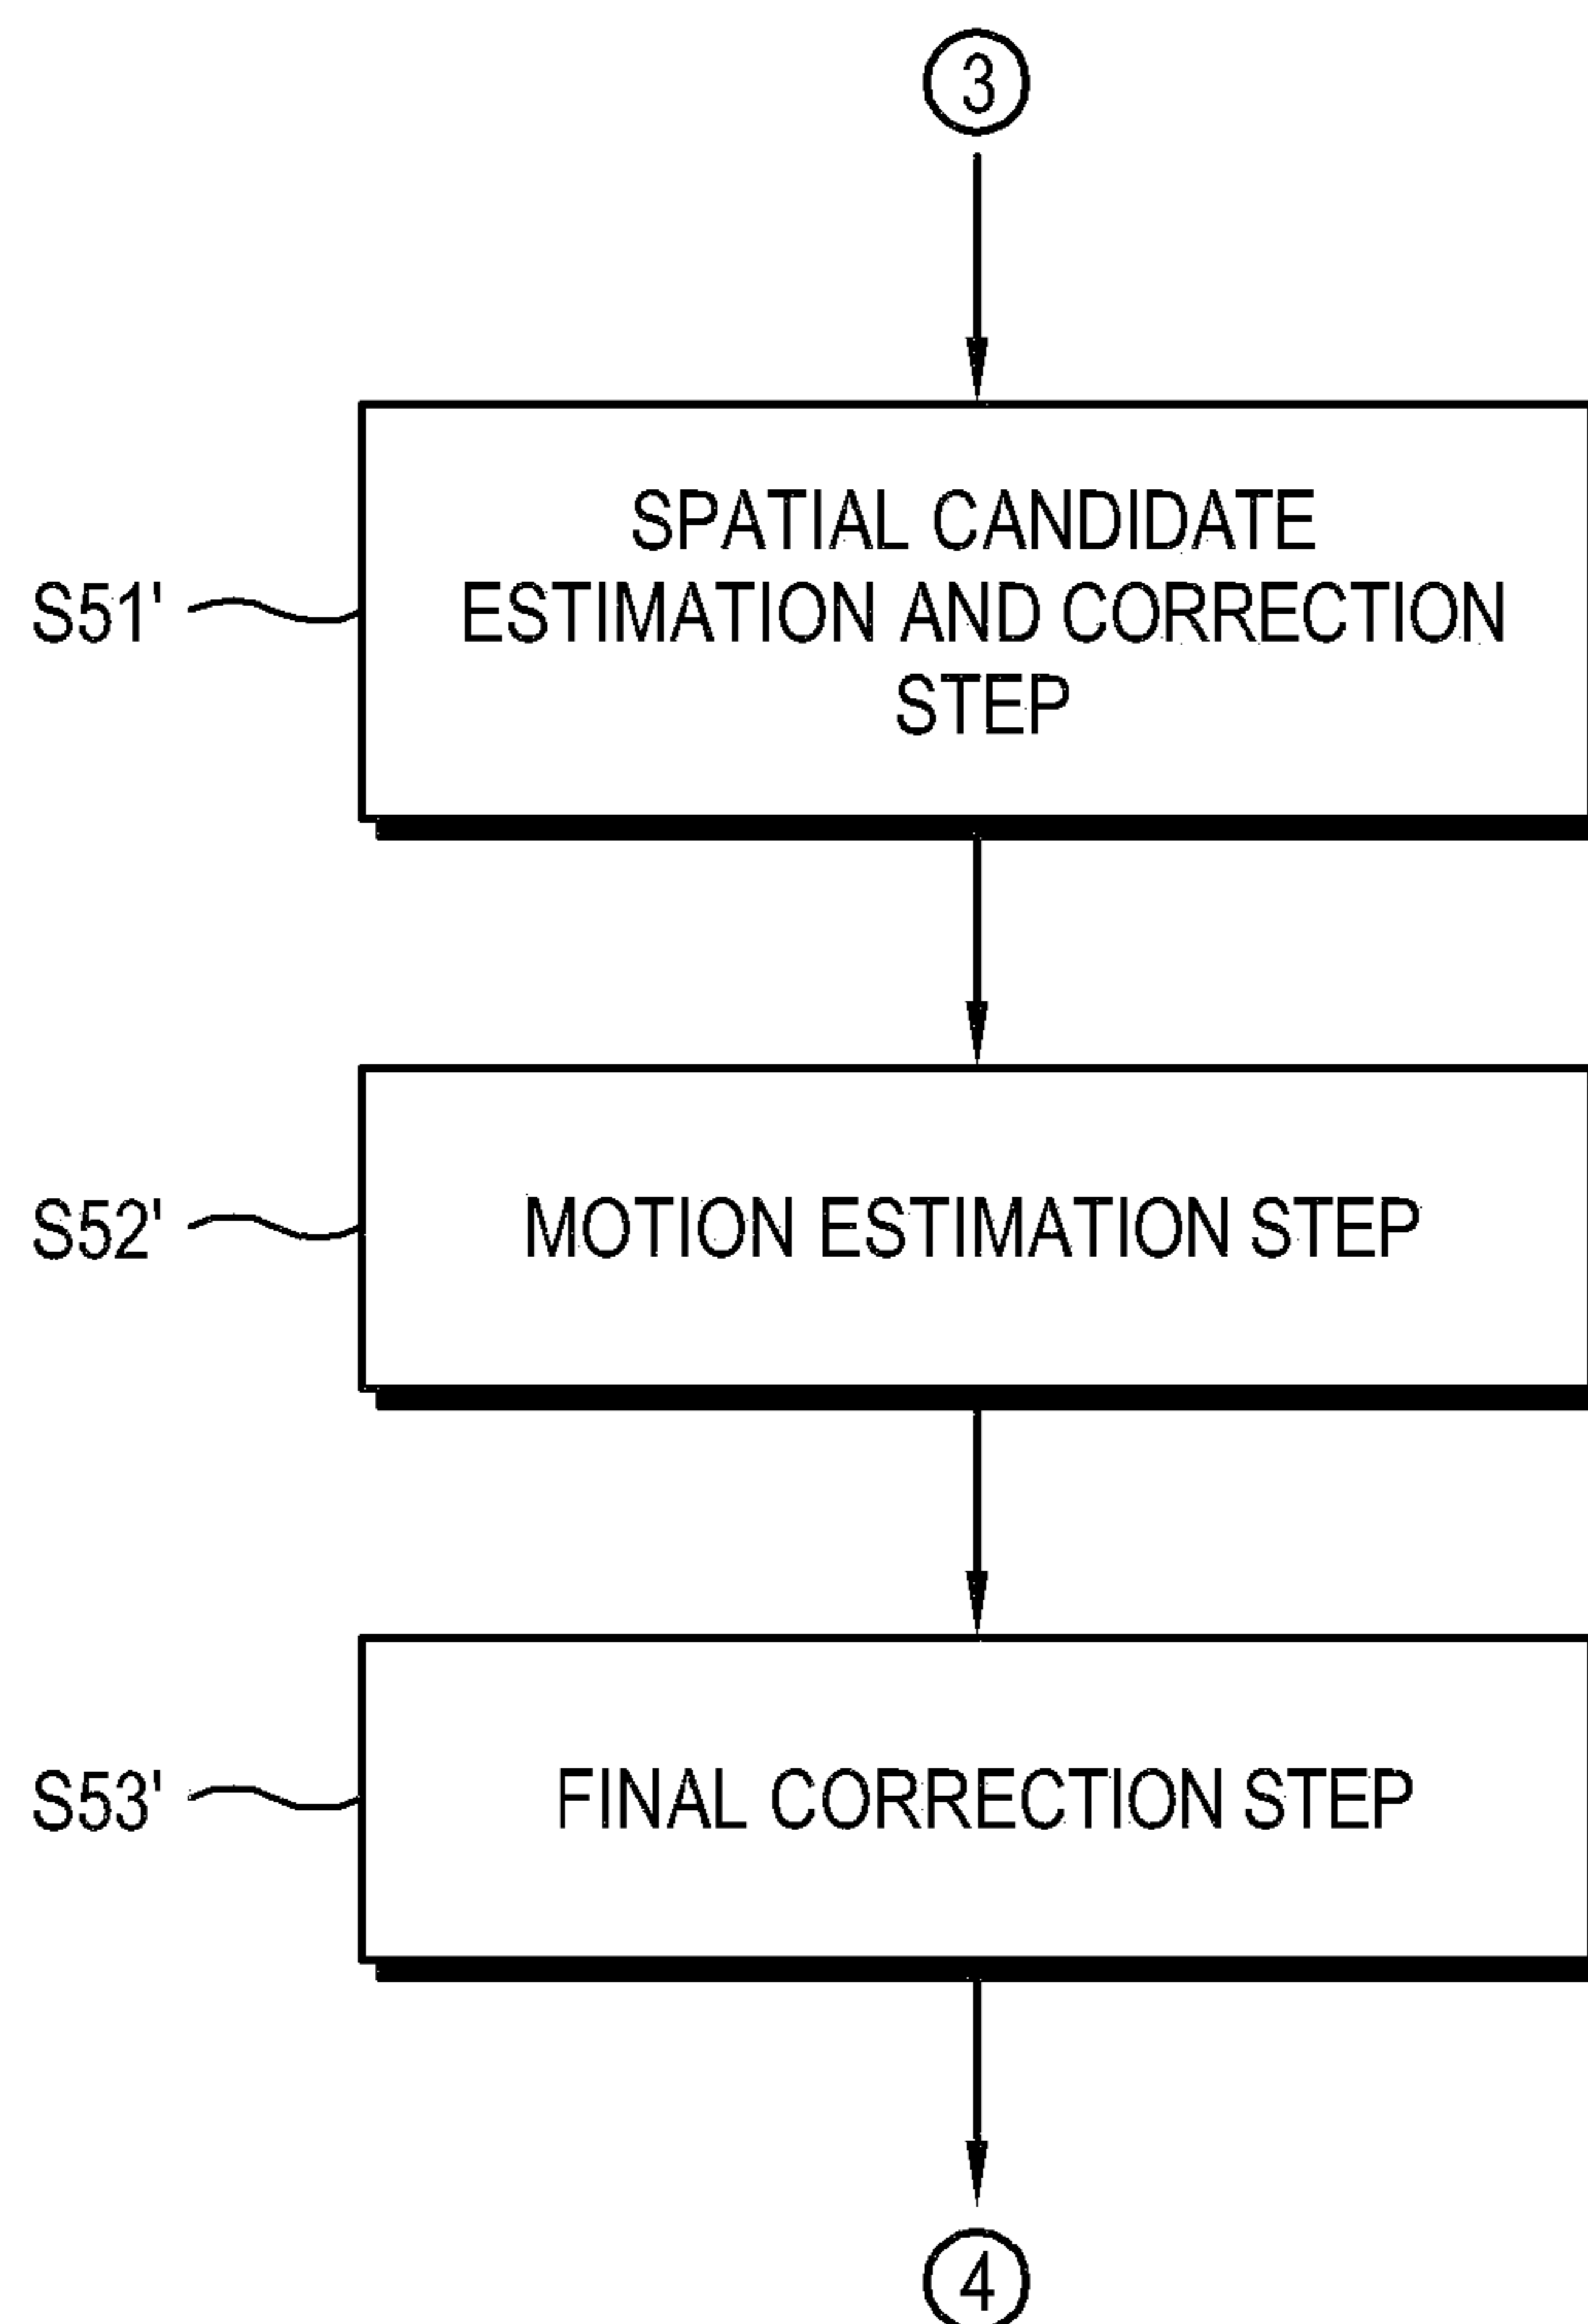 3
SPATIAL CANDIDATE
S51' ESTIMATION AND CORRECTION
STEP
S52' MOTION ESTIMATION STEP
S53' FINAL CORRECTION STEP
4